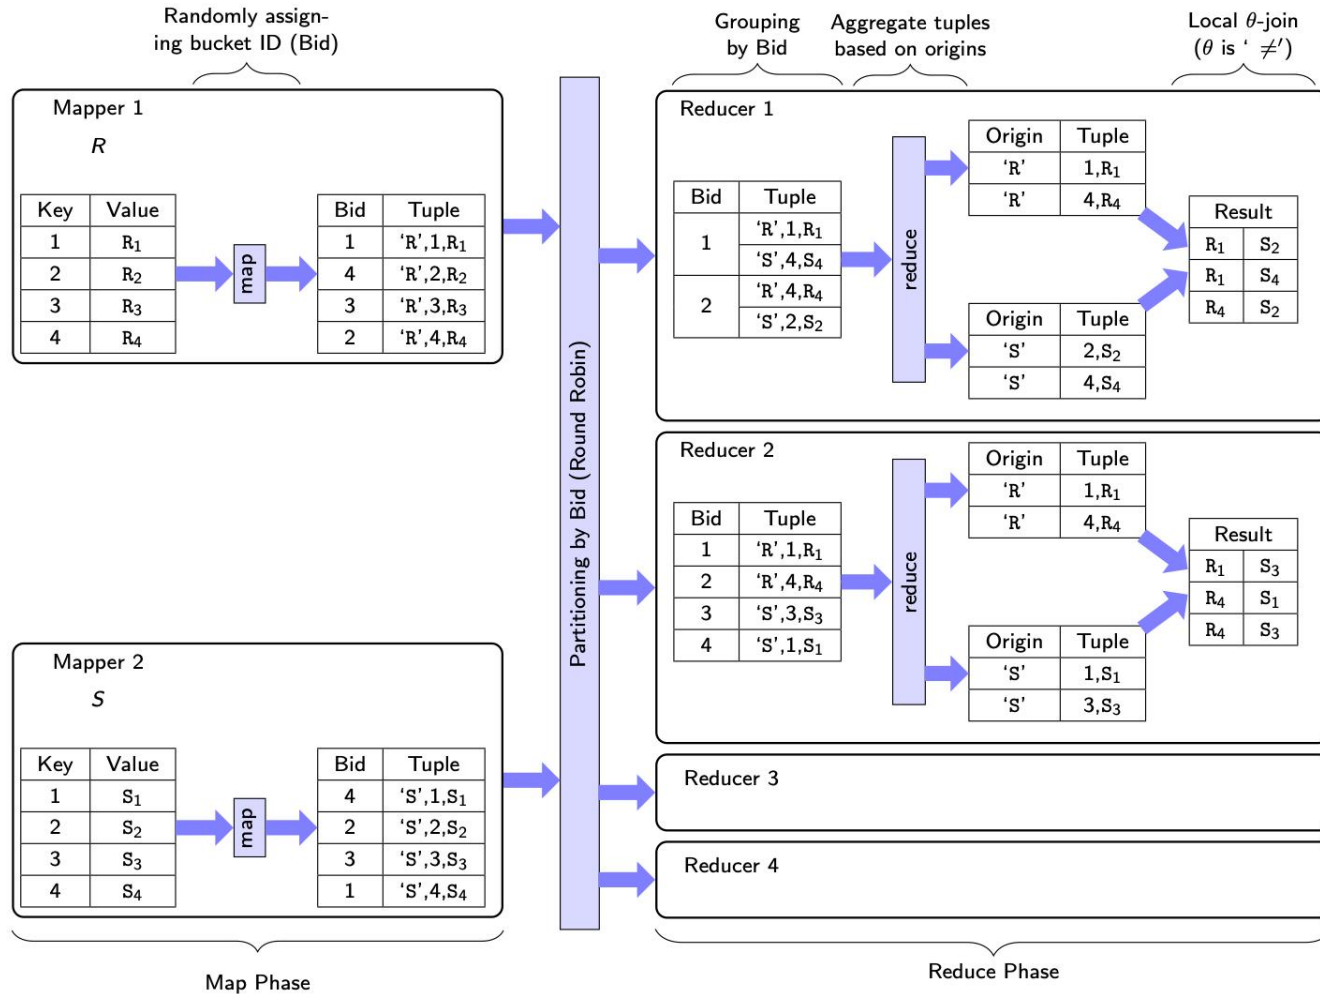 Randomly assign-
ing bucket ID (Bid)
Mapper 1
R
Key Value
1 R1
2 R2
3 R3
4 R4
map
Bid Tuple
1 ‘R’,1,R1
4 ‘R’,2,R2
3 ‘R’,3,R3
2 ‘R’,4,R4
Mapper 2
S
Key Value
1 S1
2 S2
3 S3
4 S4
map
Bid Tuple
4 ‘S’,1,S1
2 ‘S’,2,S2
3 ‘S’,3,S3
1 ‘S’,4,S4
Map Phase
Partitioning by Bid (Round Robin)
Grouping
by Bid
Aggregate tuples
based on origins
Local θ-join
(θ is ‘ ≠’)
Reducer 1
Bid Tuple
1 ‘R’,1,R1
‘S’,4,S4
2 ‘R’,4,R4
‘S’,2,S2
reduce
Origin Tuple
‘R’ 1,R1
‘R’ 4,R4
Origin Tuple
‘S’ 2,S2
‘S’ 4,S4
Result
R1 S2
R1 S4
R4 S2
Reducer 2
Bid Tuple
1 ‘R’,1,R1
2 ‘R’,4,R4
3 ‘S’,3,S3
4 ‘S’,1,S1
reduce
Origin Tuple
‘R’ 1,R1
‘R’ 4,R4
Origin Tuple
‘S’ 1,S1
‘S’ 3,S3
Result
R1 S3
R4 S1
R4 S3
Reducer 3
Reducer 4
Reduce Phase